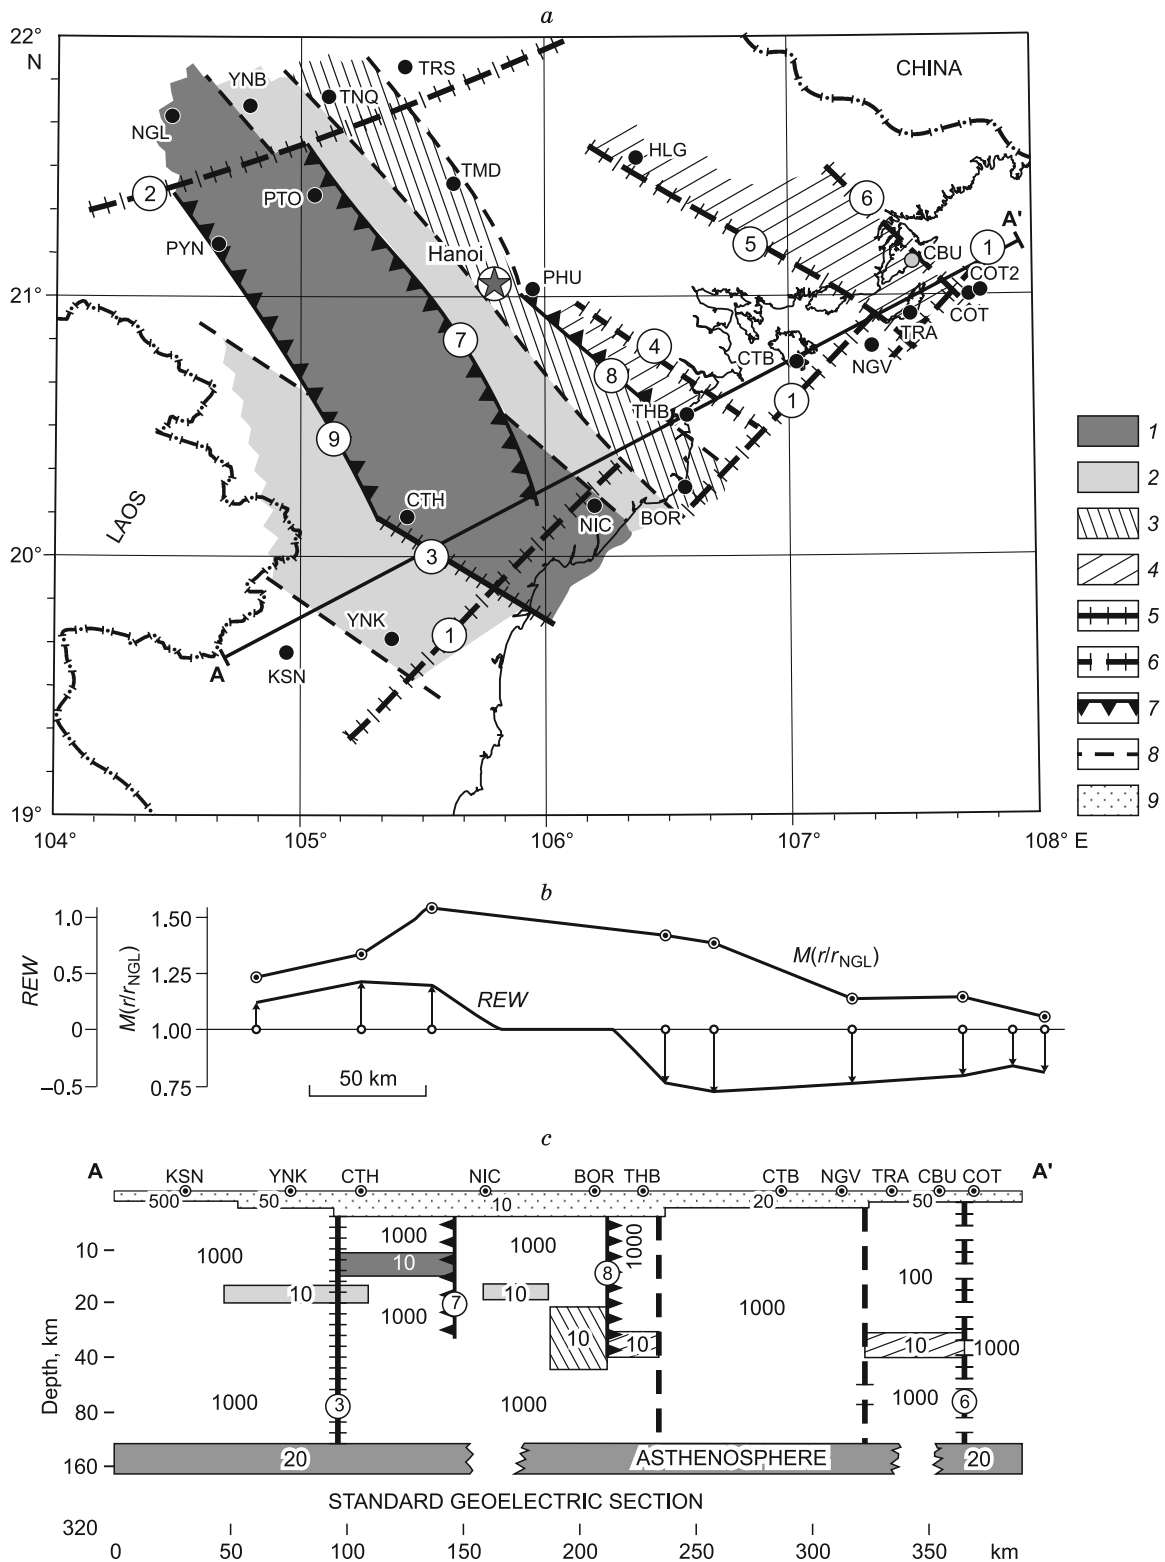 a
22°
N
YNB
TRS
TNQ
CHINA
NGL
HLG
TMD
2
PTO
6
A'
PYN
5
1
Hanoi
CBU
COT2
PHU
21°
COT
TRA
7
4
CTB
NGV
8
1
THB
9
1
LAOS
CTH
2
NIC
BOR
3
20°
3
4
YNK
1
5
A
KSN
6
7
8
19°
9
104° 105° 106° 107° 108° E
b
1.0 1.50
M(r/rNGL)
REW
0.5
M(r/rNGL)
1.25
REW
0 1.00
–0.5 0.75
50 km
c
A A'
KSN YNK CTH NIC BOR THB CTB NGV TRA CBU COT
500 50 10 20 50
1000 1000 1000
10
1000
10
8
100
10 10
7
20
1000 1000
10 10 10 1000
40
Depth, km
1000 1000 1000
3 6
80
20 ASTHENOSPHERE 20
160
STANDARD GEOELECTRIC SECTION
320
0 50 100 150 200 250 300 350 km